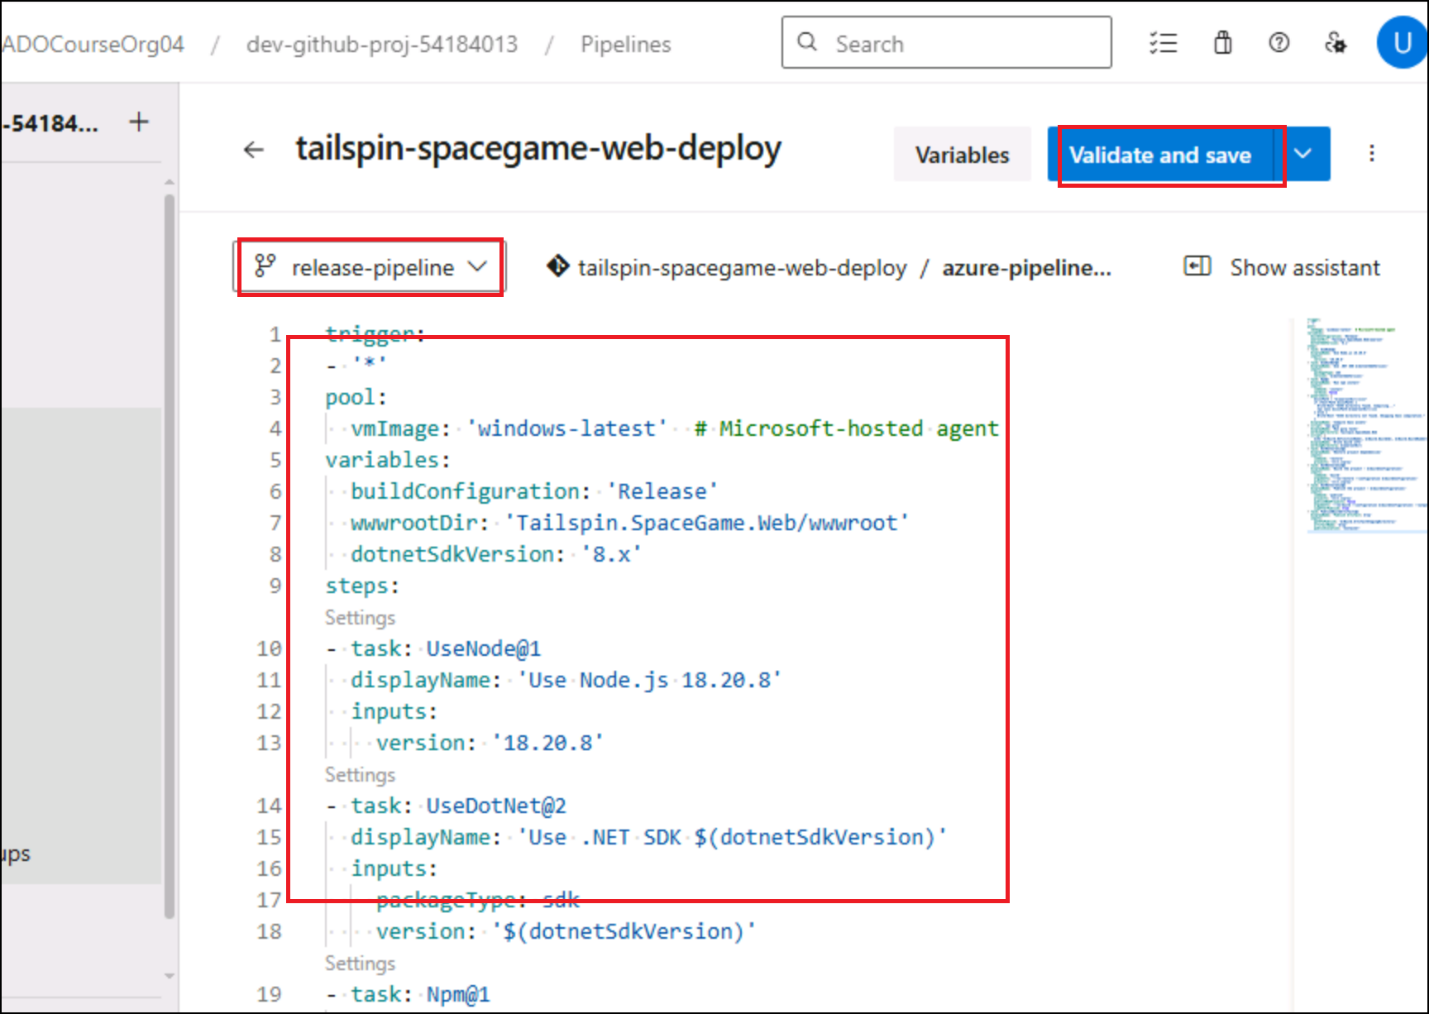 ADOCourseOrg04 / dev-github-proj-54184013 / Pipelines
Search
U
-54184... +
tailspin-spacegame-web-deploy
Variables
Validate and save
release-pipeline
tailspin-spacegame-web-deploy / azure-pipeline...
Show assistant
1 trigger:
2 - '*'
3 pool:
4 vmImage: 'windows-latest' # Microsoft-hosted agent
5 variables:
6 buildConfiguration: 'Release'
7 wwwrootDir: 'Tailspin.SpaceGame.Web/wwwroot'
8 dotnetSdkVersion: '8.x'
9 steps:
Settings
10 - task: UseNode@1
11 displayName: 'Use Node.js 18.20.8'
12 inputs:
13 version: '18.20.8'
Settings
14 - task: UseDotNet@2
15 displayName: 'Use .NET SDK $(dotnetSdkVersion)'
16 inputs:
17 packageType: sdk
18 version: '$(dotnetSdkVersion)'
Settings
19 - task: Npm@1
ups